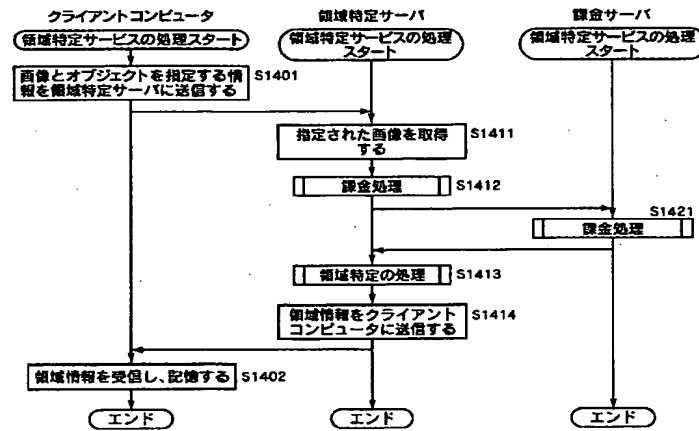 クライアントコンピュータ
領域特定サーバ
課金サーバ
領域特定サービスの処理スタート
領域特定サービスの処理
スタート
領域特定サービスの処理
スタート
画像とオブジェクトを指定する情
報を領域特定サーバに送信する
S1401
指定された画像を取得
する
S1411
課金処理
S1412
S1421
課金処理
領域特定の処理
S1413
領域情報をクライアント
コンピュータに送信する
S1414
領域情報を受信し、記憶する
S1402
エンド
エンド
エンド